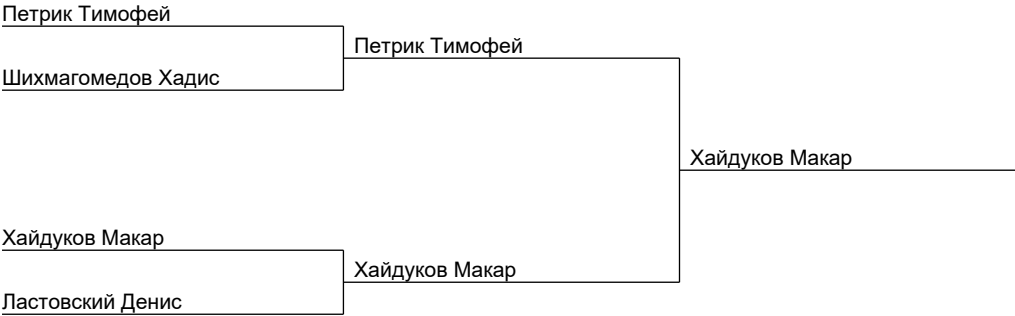 Петрик Тимофей
Петрик Тимофей
Шихмагомедов Хадис
Хайдуков Макар
Хайдуков Макар
Хайдуков Макар
Ластовский Денис